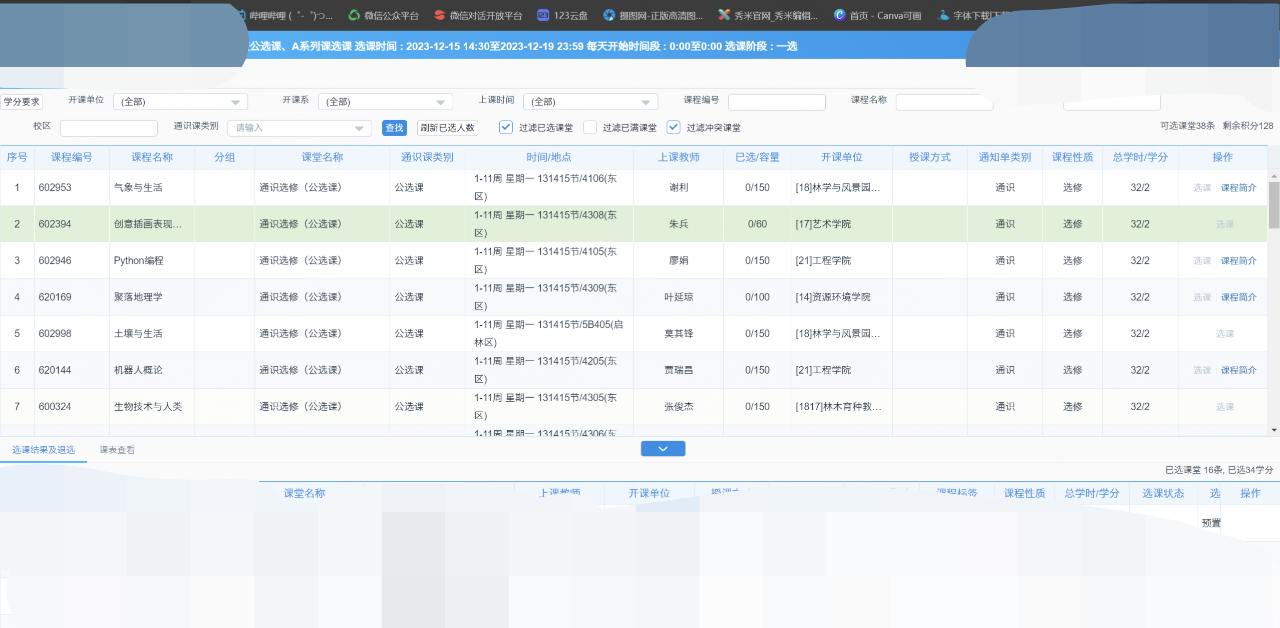 哔哩哔哩 ( ゜- ゜)つ... 微信公众平台 微信对话开放平台 123云盘 摄图网-正版高清图... 秀米官网_秀米编辑... 首页 - Canva可画
公选课、A系列课选课 选课时间：2023-12-15 14:30至2023-12-19 23:59 每天开始时间段：0:00至0:00 选课阶段：一选
学分要求 开课单位 (全部) 开课系 (全部) 上课时间 (全部) 课程编号 课程名称
校区 通识课类别 请输入 查找 刷新已选人数 过滤已选课堂 过滤已满课堂 过滤冲突课堂 可选课堂38条 剩余积分128
序号 课程编号 课程名称 分组 课堂名称 通识课类别 时间/地点 上课教师 已选/容量 开课单位 授课方式 通知单类别 课程性质 总学时/学分 操作
1 602953 气象与生活 通识选修（公选课） 公选课 1-11周 星期一 131415节/4106(东区) 谢利 0/150 [18]林学与风景园... 通识 选修 32/2 选课 课程简介
2 602394 创意插画表现... 通识选修（公选课） 公选课 1-11周 星期一 131415节/4308(东区) 朱兵 0/60 [17]艺术学院 通识 选修 32/2 选课
3 602946 Python编程 通识选修（公选课） 公选课 1-11周 星期一 131415节/4105(东区) 廖娟 0/150 [21]工程学院 通识 选修 32/2 选课 课程简介
4 620169 聚落地理学 通识选修（公选课） 公选课 1-11周 星期一 131415节/4309(东区) 叶延琼 0/100 [14]资源环境学院 通识 选修 32/2 选课 课程简介
5 602998 土壤与生活 通识选修（公选课） 公选课 1-11周 星期一 131415节/5B405(启林区) 莫其锋 0/150 [18]林学与风景园... 通识 选修 32/2 选课
6 620144 机器人概论 通识选修（公选课） 公选课 1-11周 星期一 131415节/4205(东区) 贾瑞昌 0/150 [21]工程学院 通识 选修 32/2 选课 课程简介
7 600324 生物技术与人类 通识选修（公选课） 公选课 1-11周 星期一 131415节/4305(东区) 张俊杰 0/150 [1817]林木育种教... 通识 选修 32/2 选课
1-11周 星期一 131415节/4306(东
选课结果及退选 课表查看
已选课堂 16条, 已选34学分
课堂名称 上课教师 开课单位 课程标签 课程性质 总学时/学分 选课状态 选 操作
预置